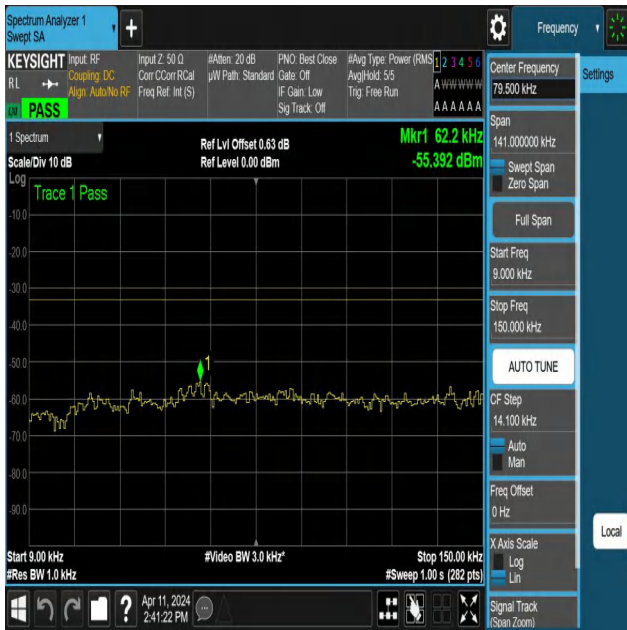 Spectrum Analyzer 1
Swept SA
+
Frequency
KEYSIGHT
RL
PASS
Input: RF
Coupling: DC
Align: Auto/No RF
Input Z: 50 Ω
Corr CCorr RCal
Freq Ref: Int (S)
#Atten: 20 dB
µW Path: Standard
PNO: Best Close
Gate: Off
IF Gain: Low
Sig Track: Off
#Avg Type: Power (RMS
Avg|Hold: 5/5
Trig: Free Run
1 2 3 4 5 6
A W W W W W
A A A A A A
1 Spectrum
Scale/Div 10 dB
Ref Lvl Offset 0.63 dB
Ref Level 0.00 dBm
Mkr1 62.2 kHz
-55.392 dBm
Log
Trace 1 Pass
-10.0
-20.0
-30.0
-40.0
-50.0
-60.0
-70.0
-80.0
-90.0
1
Start 9.00 kHz
#Res BW 1.0 kHz
#Video BW 3.0 kHz*
Stop 150.00 kHz
#Sweep 1.00 s (282 pts)
Center Frequency
79.500 kHz
Span
141.000000 kHz
Swept Span
Zero Span
Full Span
Start Freq
9.000 kHz
Stop Freq
150.000 kHz
AUTO TUNE
CF Step
14.100 kHz
Auto
Man
Freq Offset
0 Hz
X Axis Scale
Log
Lin
Signal Track
(Span Zoom)
Settings
Local
?
Apr 11, 2024
2:41:22 PM